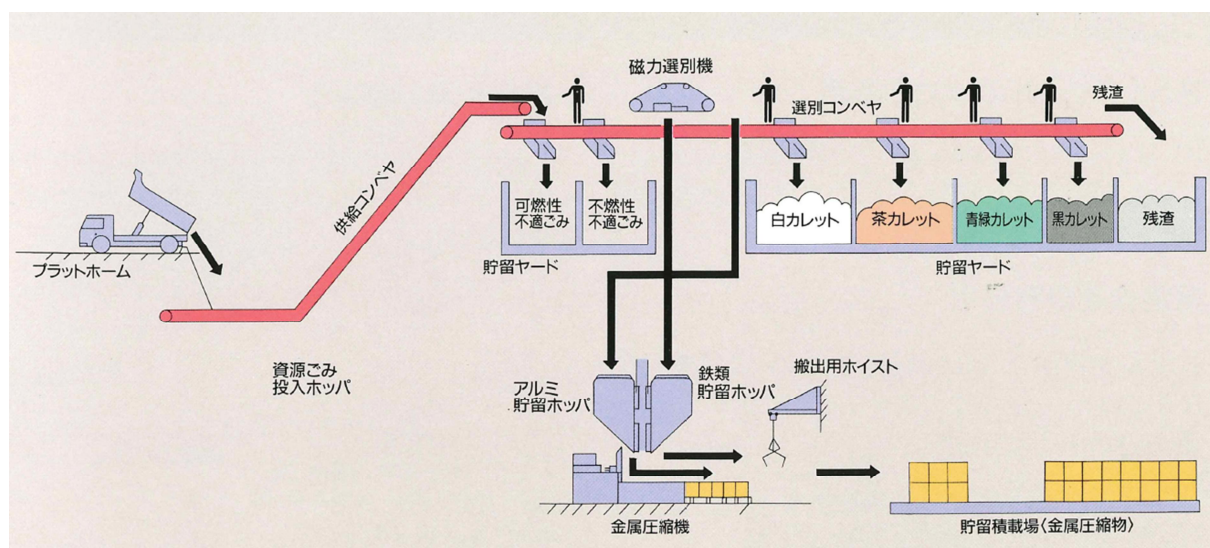 磁力選別機
選別コンベヤ
残渣
供給コンベヤ
可燃性
不適ごみ
不燃性
不適ごみ
白カレット
茶カレット
青緑カレット
黒カレット
残渣
貯留ヤード
貯留ヤード
プラットホーム
資源ごみ
投入ホッパ
アルミ
貯留ホッパ
鉄類
貯留ホッパ
搬出用ホイスト
金属圧縮機
貯留積載場〈金属圧縮物〉